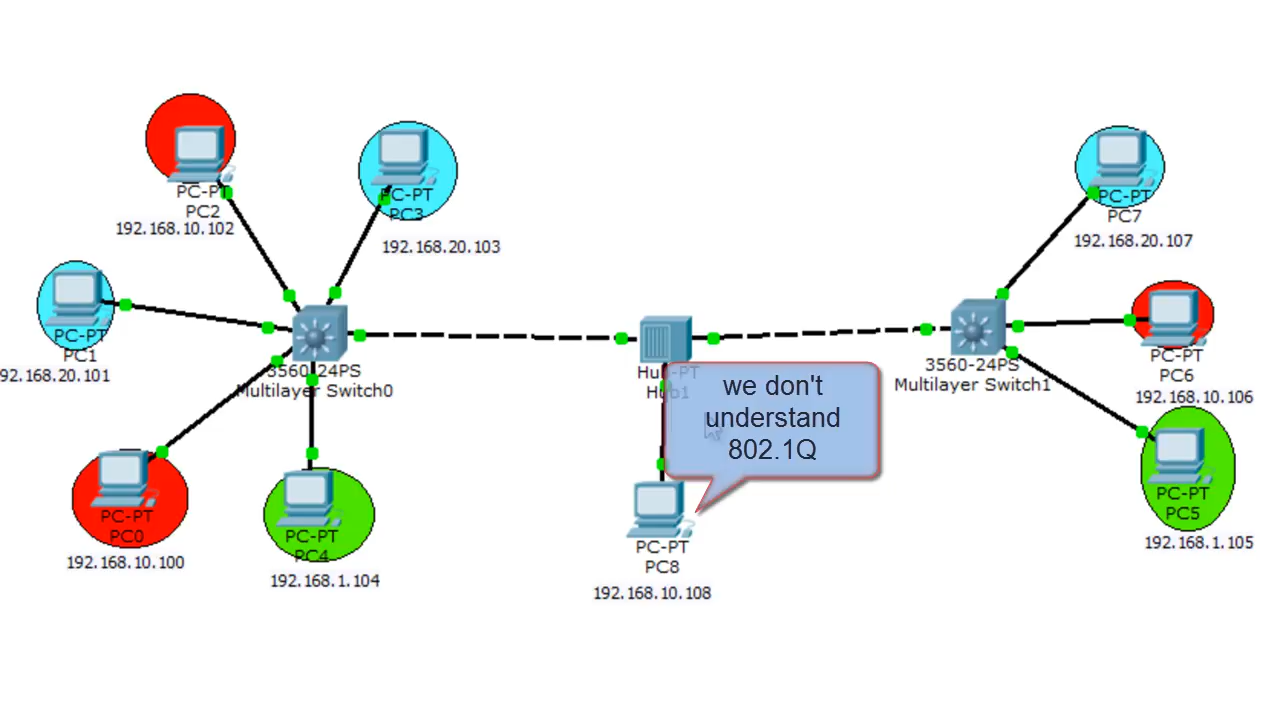 PC-PT
PC2
192.168.10.102
PC-PT
PC3
192.168.20.103
PC-PT
PC7
192.168.20.107
PC-PT
PC1
92.168.20.101
3560-24PS
Multilayer Switch0
Hub-PT
Hub1
we don't
understand
802.1Q
3560-24PS
Multilayer Switch1
PC-PT
PC6
192.168.10.106
PC-PT
PC0
192.168.10.100
PC-PT
PC4
192.168.1.104
PC-PT
PC8
192.168.10.108
PC-PT
PC5
192.168.1.105